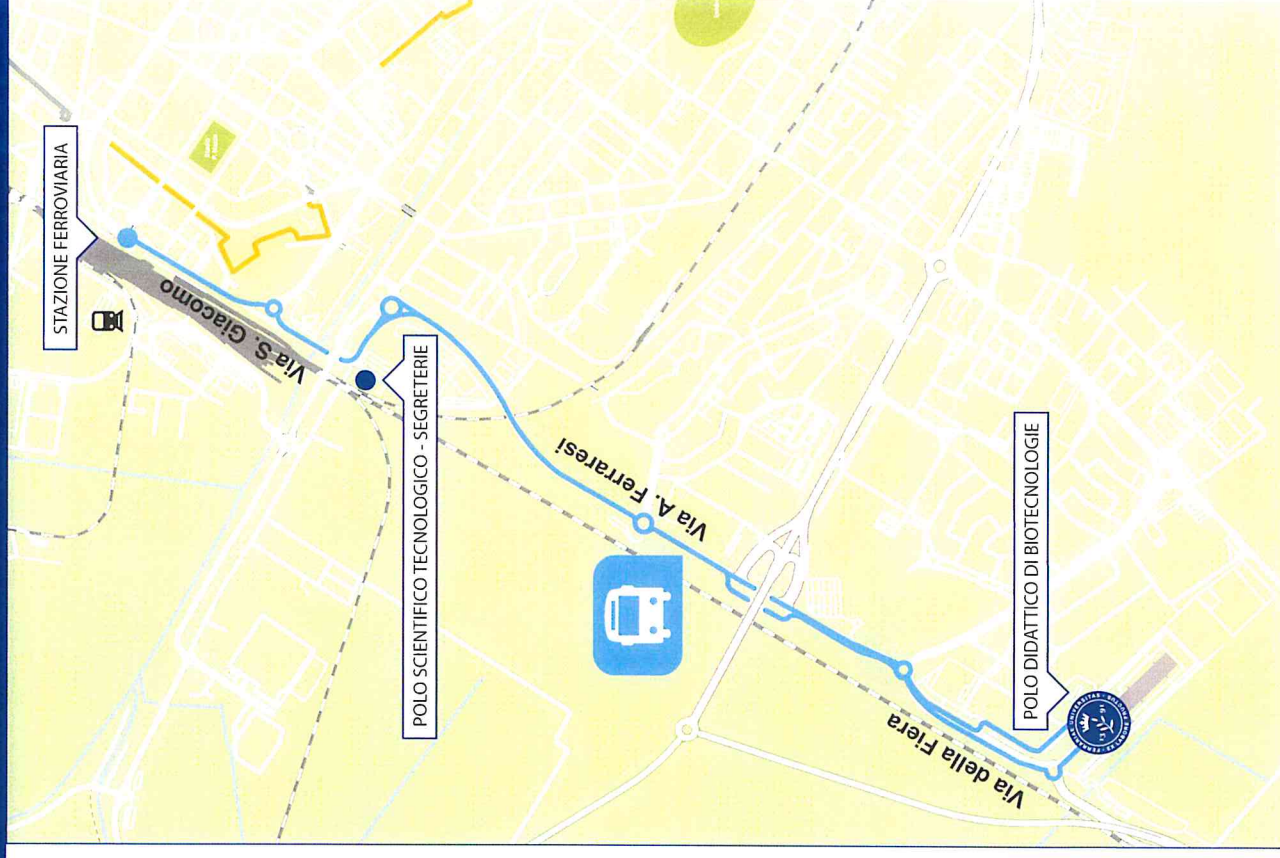 STAZIONE FERROVIARIA
Via S. Giacomo
POLO SCIENTIFICO TECNOLOGICO - SEGRETERIE
Via A. Ferraresi
POLO DIDATTICO DI BIOTECNOLOGIE
Via della Fiera